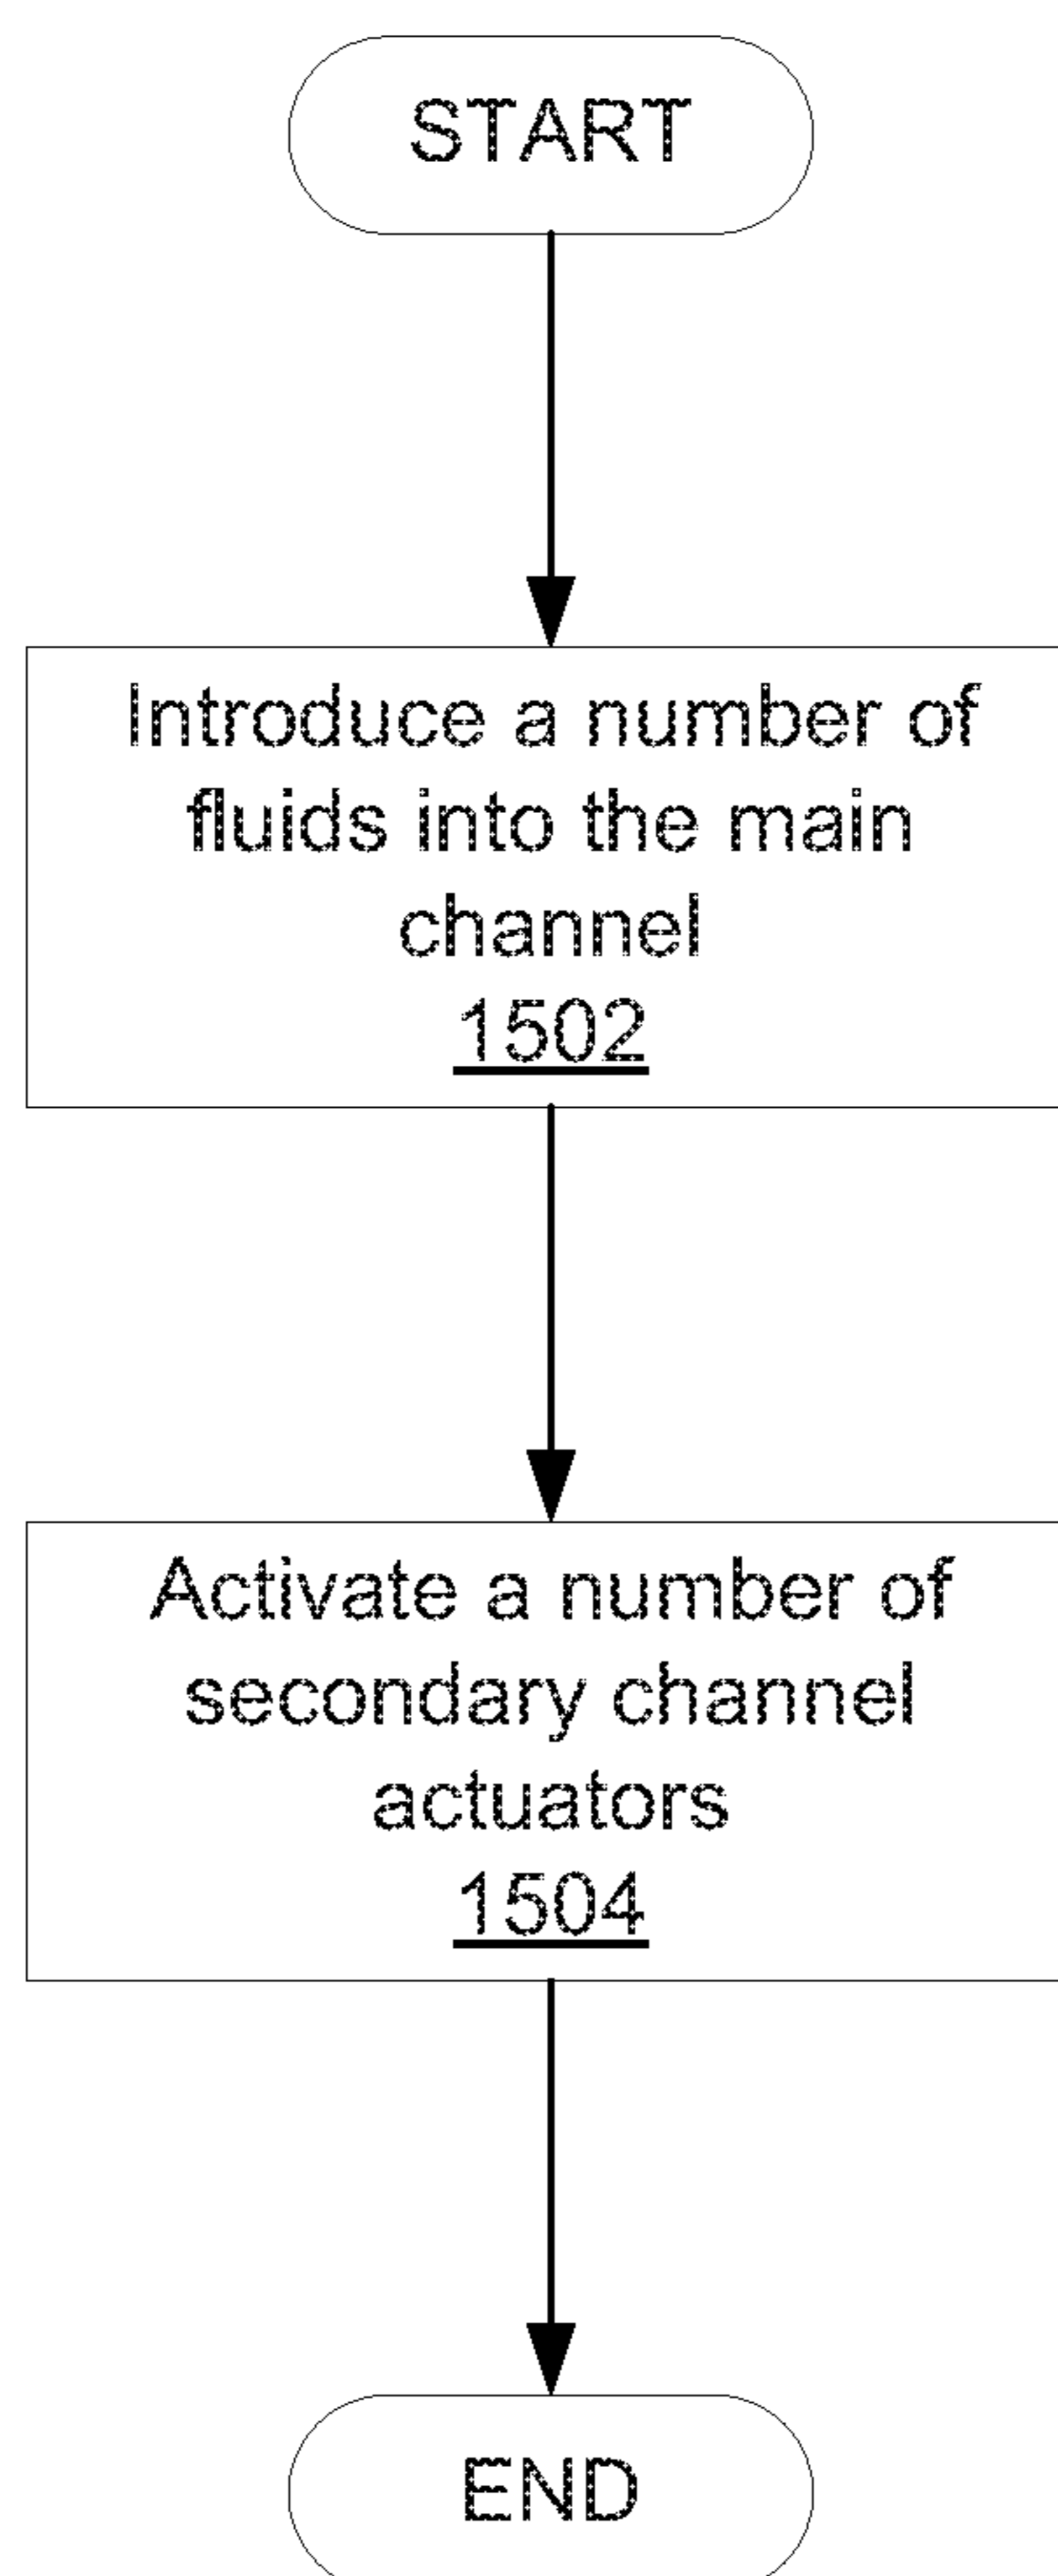 START
Introduce a number of
fluids into the main
channel
1502
Activate a number of
secondary channel
actuators
1504
END